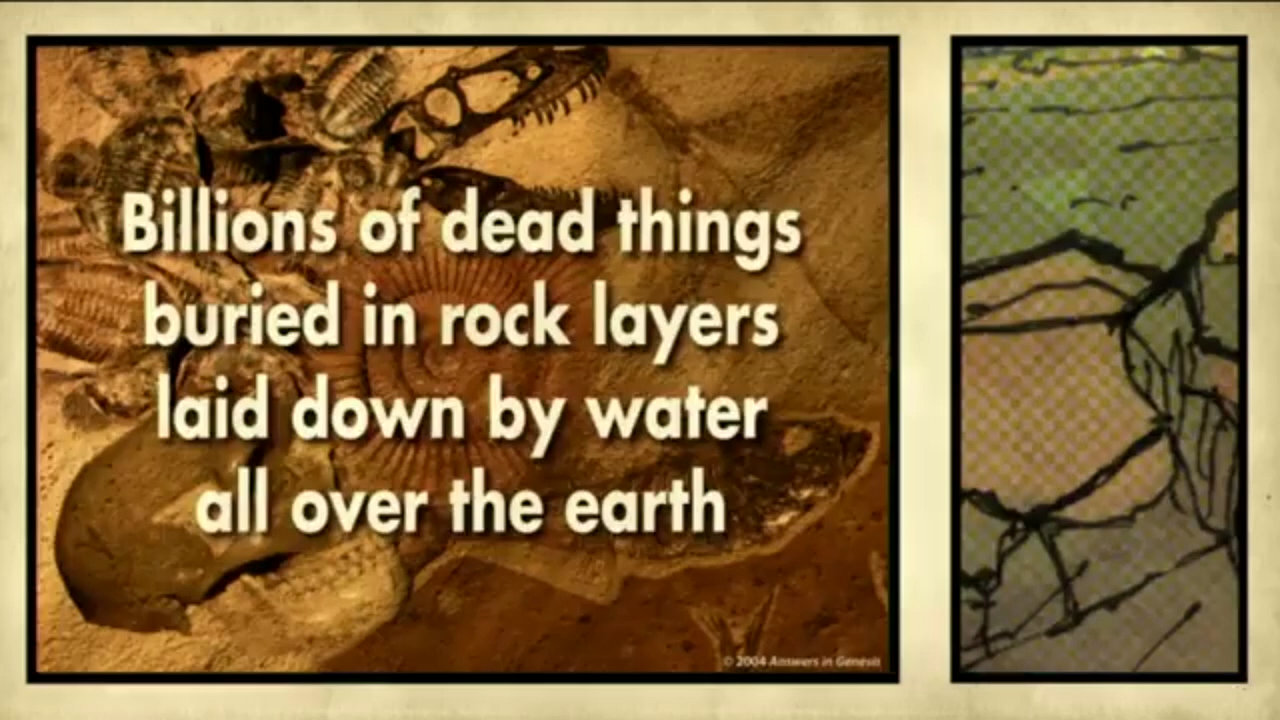 Billions of dead things
buried in rock layers
laid down by water
all over the earth
© 2004 Answers in Genesis